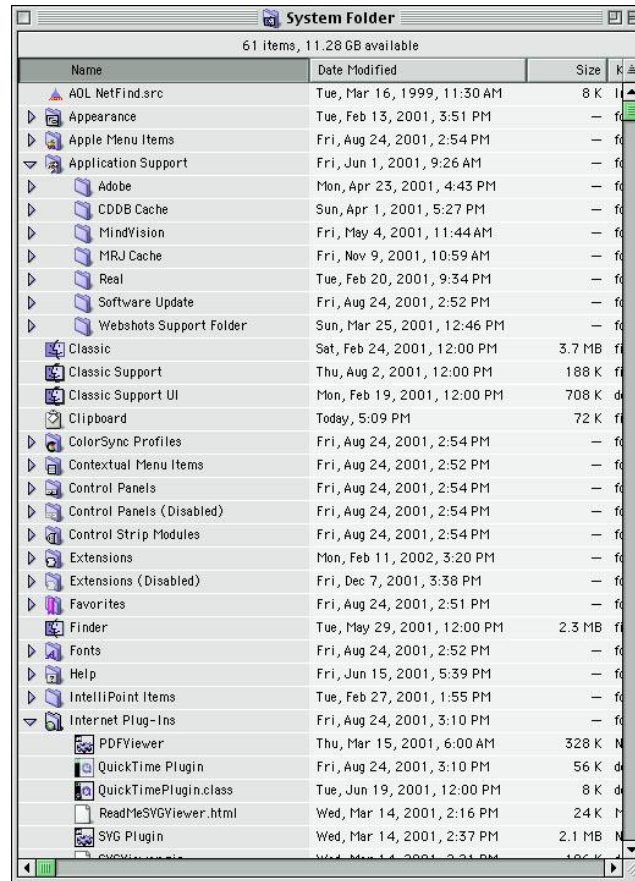 System Folder
61 items, 11.28 GB available
Name Date Modified Size K
AOL NetFind.src Tue, Mar 16, 1999, 11:30 AM 8 K
Appearance Tue, Feb 13, 2001, 3:51 PM —
Apple Menu Items Fri, Aug 24, 2001, 2:54 PM —
Application Support Fri, Jun 1, 2001, 9:26 AM —
Adobe Mon, Apr 23, 2001, 4:43 PM —
CDDB Cache Sun, Apr 1, 2001, 5:27 PM —
MindVision Fri, May 4, 2001, 11:44 AM —
MRJ Cache Fri, Nov 9, 2001, 10:59 AM —
Real Tue, Feb 20, 2001, 9:34 PM —
Software Update Fri, Aug 24, 2001, 2:52 PM —
Webshots Support Folder Sun, Mar 25, 2001, 12:46 PM —
Classic Sat, Feb 24, 2001, 12:00 PM 3.7 MB
Classic Support Thu, Aug 2, 2001, 12:00 PM 188 K
Classic Support UI Mon, Feb 19, 2001, 12:00 PM 708 K
Clipboard Today, 5:09 PM 72 K
ColorSync Profiles Fri, Aug 24, 2001, 2:54 PM —
Contextual Menu Items Fri, Aug 24, 2001, 2:52 PM —
Control Panels Fri, Aug 24, 2001, 2:54 PM —
Control Panels (Disabled) Fri, Aug 24, 2001, 2:54 PM —
Control Strip Modules Fri, Aug 24, 2001, 2:54 PM —
Extensions Mon, Feb 11, 2002, 3:20 PM —
Extensions (Disabled) Fri, Dec 7, 2001, 3:38 PM —
Favorites Fri, Aug 24, 2001, 2:51 PM —
Finder Tue, May 29, 2001, 12:00 PM 2.3 MB
Fonts Fri, Aug 24, 2001, 2:52 PM —
Help Fri, Jun 15, 2001, 5:39 PM —
IntelliPoint Items Tue, Feb 27, 2001, 1:55 PM —
Internet Plug-Ins Fri, Aug 24, 2001, 3:10 PM —
PDFViewer Thu, Mar 15, 2001, 6:00 AM 328 K
QuickTime Plugin Fri, Aug 24, 2001, 3:10 PM 56 K
QuickTimePlugin.class Tue, Jun 19, 2001, 12:00 PM 8 K
ReadMeSVGViewer.html Wed, Mar 14, 2001, 2:16 PM 24 K
SVG Plugin Wed, Mar 14, 2001, 2:37 PM 2.1 MB